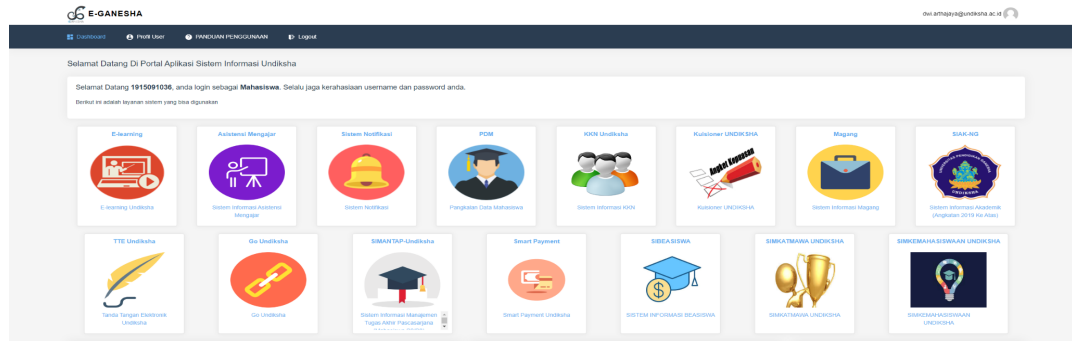 E-GANESHA
dwi.arthajaya@undiksha.ac.id
Dashboard Profil User PANDUAN PENGGUNAAN Logout
Selamat Datang Di Portal Aplikasi Sistem Informasi Undiksha
Selamat Datang 1915091036, anda login sebagai Mahasiswa. Selalu jaga kerahasiaan username dan password anda.
Berikut ini adalah layanan sistem yang bisa digunakan
E-learning
E-learning Undiksha
Asistensi Mengajar
Sistem Informasi Asistensi
Mengajar
Sistem Notifikasi
Sistem Notifikasi
PDM
Pangkalan Data Mahasiswa
KKN Undiksha
Sistem Informasi KKN
Kuisioner UNDIKSHA
Angket Kepuasan
Kuisioner UNDIKSHA
Magang
Sistem Informasi Magang
SIAK-NG
UNIVERSITAS PENDIDIKAN GANESHA
UNDIKSHA
Sistem Informasi Akademik
(Angkatan 2019 Ke Atas)
TTE Undiksha
Tanda Tangan Elektronik
Undiksha
Go Undiksha
Go Undiksha
SIMANTAP-Undiksha
Sistem Informasi Manajemen
Tugas Akhir Pascasarjana
Smart Payment
Smart Payment Undiksha
SIBEASISWA
SISTEM INFORMASI BEASISWA
SIMKATMAWA UNDIKSHA
SIMKATMAWA UNDIKSHA
SIMKEMAHASISWAAN UNDIKSHA
SIMKEMAHASISWAAN
UNDIKSHA